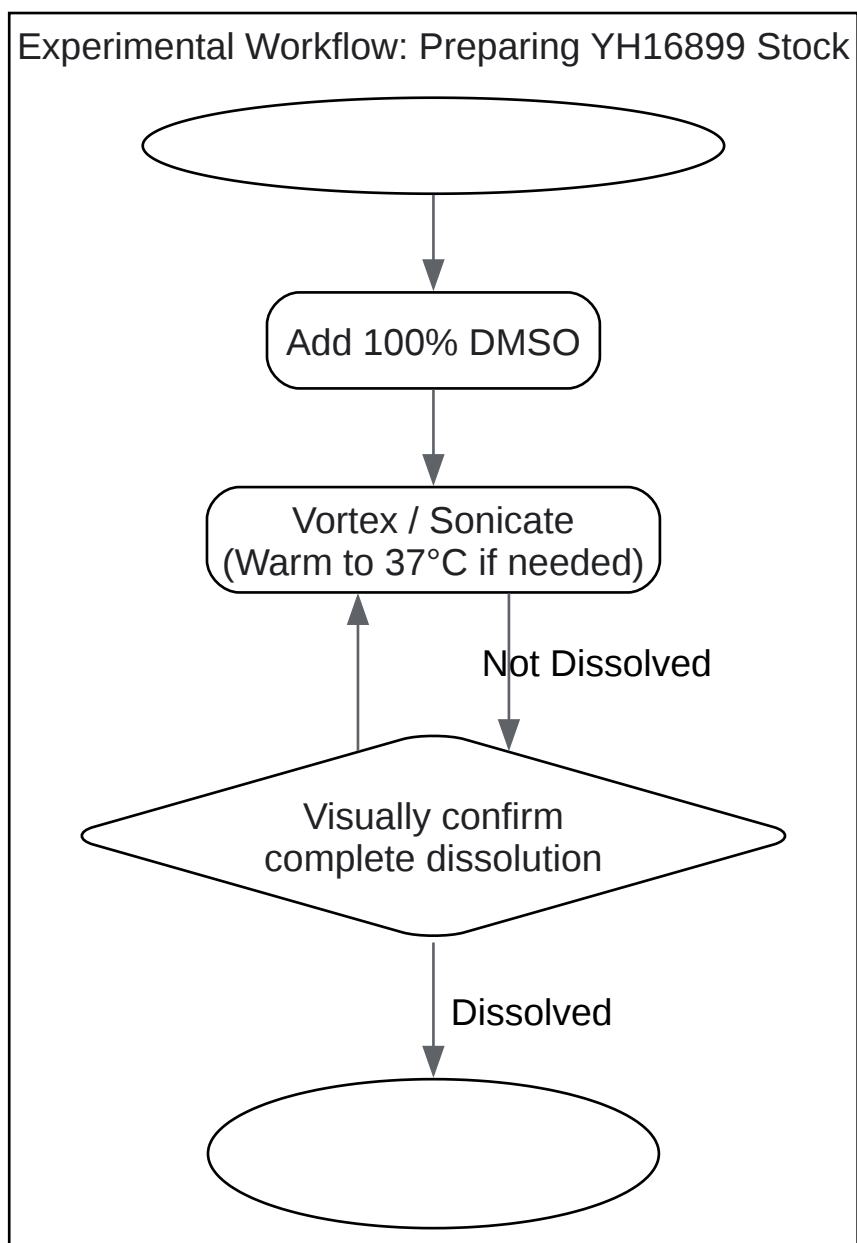 Experimental Workflow: Preparing YH16899 Stock
Add 100% DMSO
Vortex / Sonicate
(Warm to 37°C if needed)
Not Dissolved
Visually confirm
complete dissolution
Dissolved